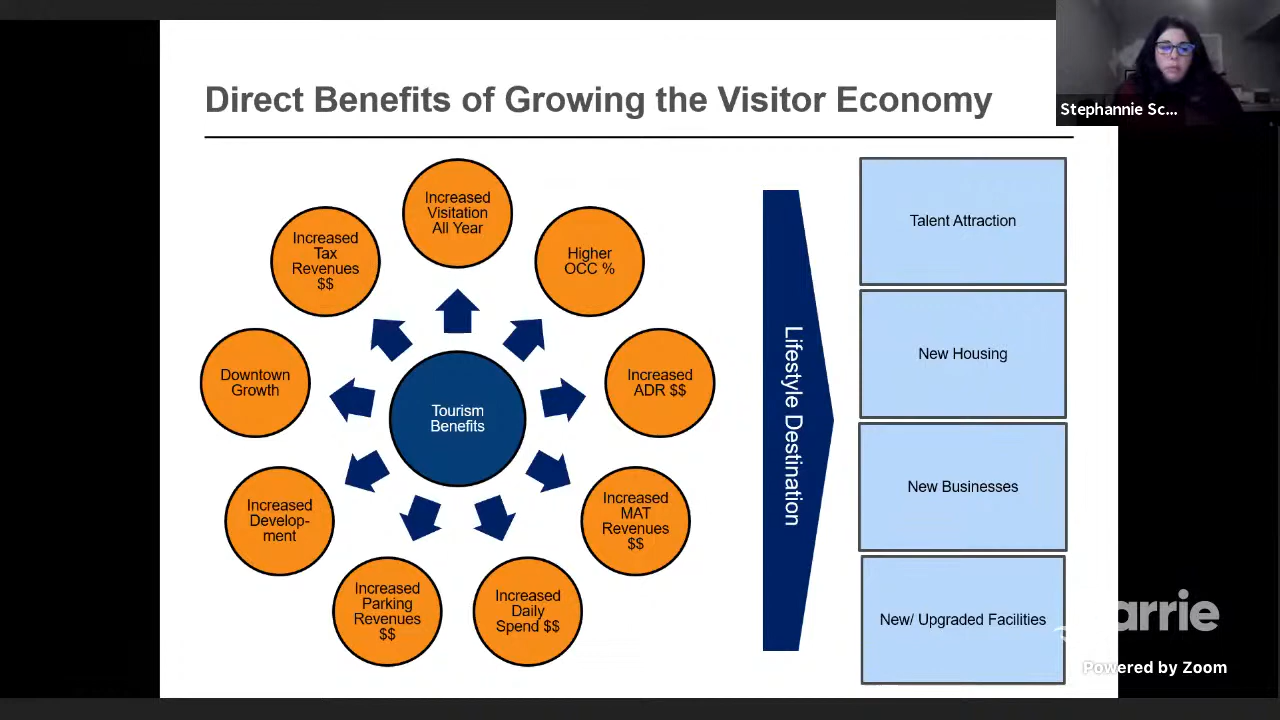 Direct Benefits of Growing the Visitor Economy
Stephannie Sc...
Increased
Visitation
All Year
Higher
OCC %
Increased
ADR $$
Increased
MAT
Revenues
$$
Increased
Daily
Spend $$
Increased
Parking
Revenues
$$
Increased
Develop-
ment
Downtown
Growth
Increased
Tax
Revenues
$$
Tourism
Benefits
Lifestyle Destination
Talent Attraction
New Housing
New Businesses
New/ Upgraded Facilities
arrie
Powered by Zoom